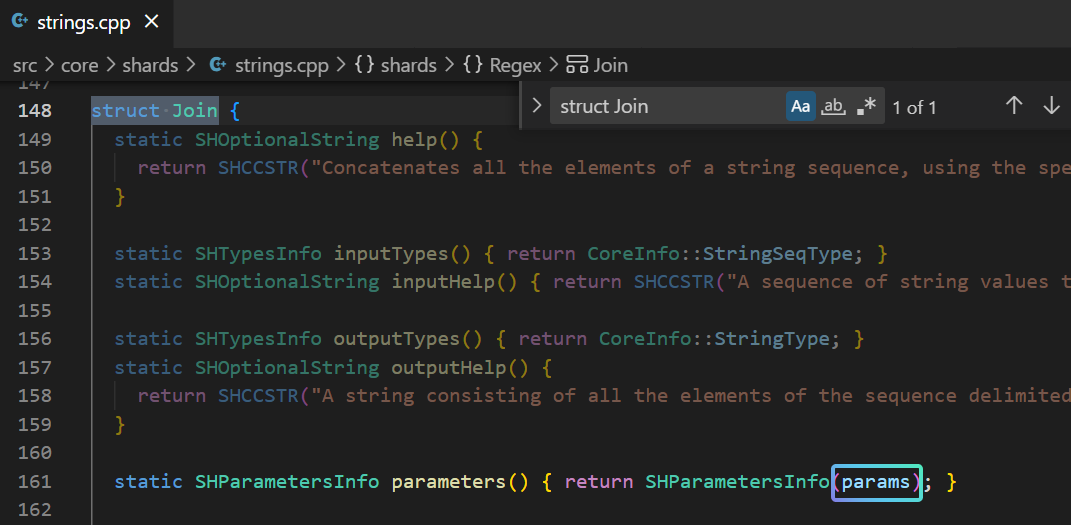 strings.cpp
src > core > shards > strings.cpp > {} shards > {} Regex > Join
147
struct Join
Aa ab .* 1 of 1
148 struct·Join {
149 static SHOptionalString help() {
150 return SHCCSTR("Concatenates all the elements of a string sequence, using the spe
151 }
152
153 static SHTypesInfo inputTypes() { return CoreInfo::StringSeqType; }
154 static SHOptionalString inputHelp() { return SHCCSTR("A sequence of string values t
155
156 static SHTypesInfo outputTypes() { return CoreInfo::StringType; }
157 static SHOptionalString outputHelp() {
158 return SHCCSTR("A string consisting of all the elements of the sequence delimited
159 }
160
161 static SHParametersInfo parameters() { return SHParametersInfo(params); }
162